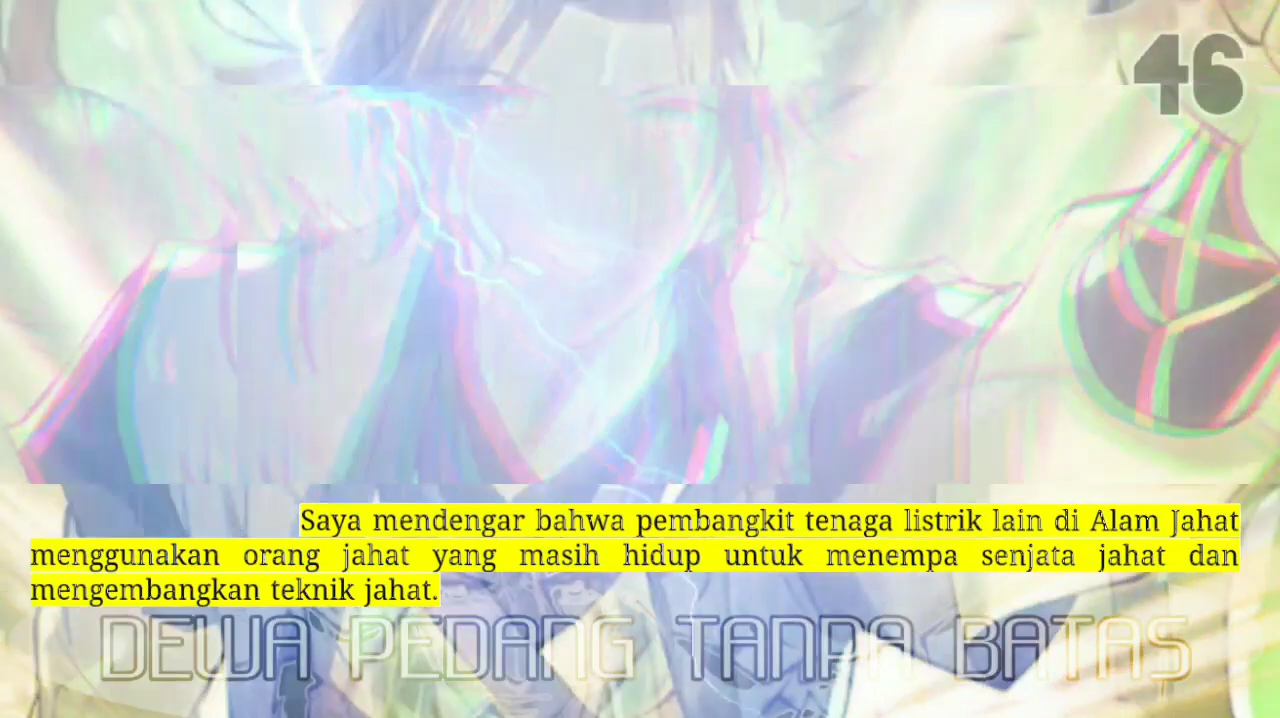 46
Saya mendengar bahwa pembangkit tenaga listrik lain di Alam Jahat
menggunakan orang jahat yang masih hidup untuk menempa senjata jahat dan
mengembangkan teknik jahat.
DEWA PEDANG TANPA BATAS